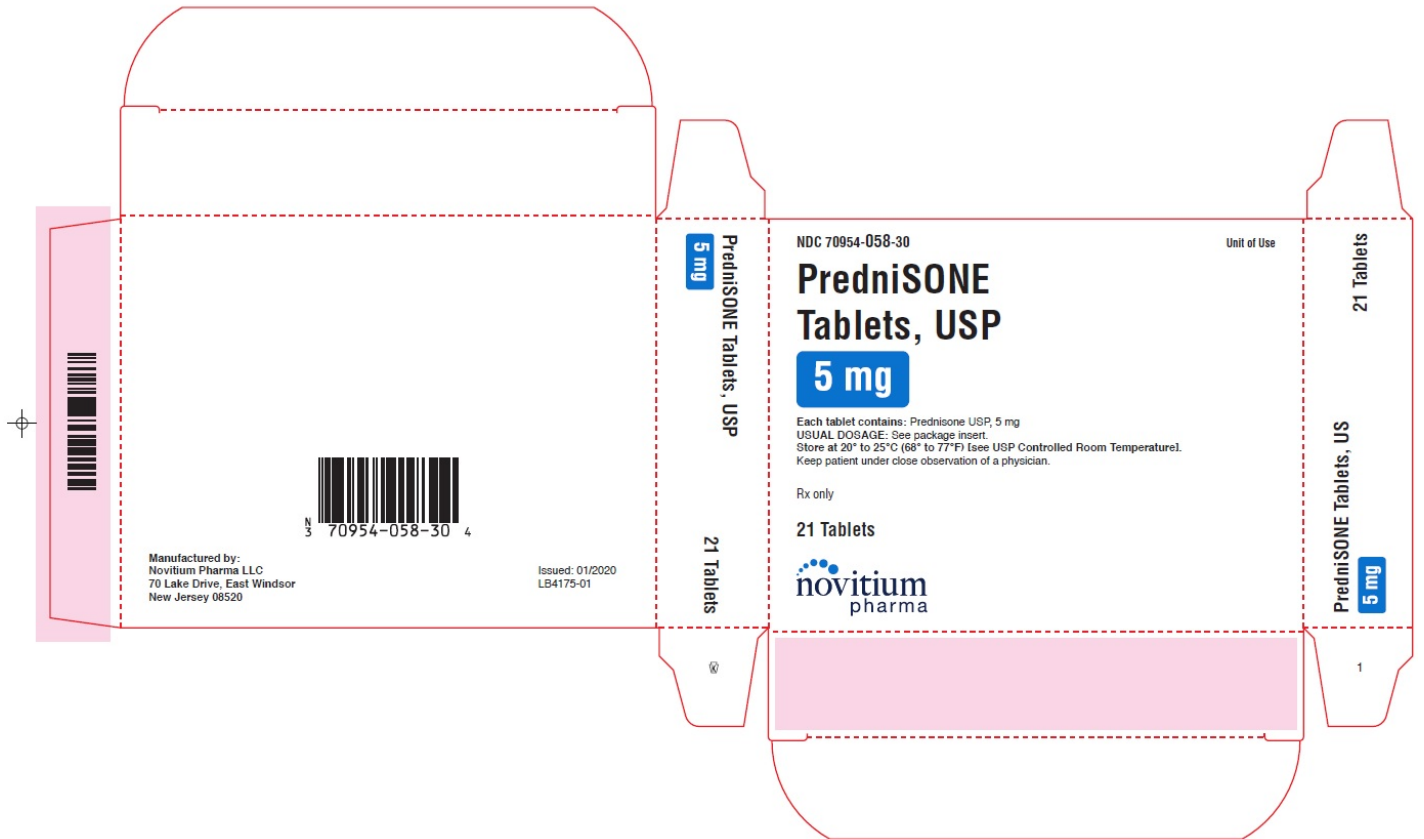 N
3 70954-058-30 4
Manufactured by:
Novitium Pharma LLC
70 Lake Drive, East Windsor
New Jersey 08520
Issued: 01/2020
LB4175-01
5 mg
PredniSONE Tablets, USP
21 Tablets
NDC 70954-058-30
Unit of Use
PredniSONE
Tablets, USP
5 mg
Each tablet contains: Prednisone USP, 5 mg
USUAL DOSAGE: See package insert.
Store at 20° to 25°C (68° to 77°F) [see USP Controlled Room Temperature].
Keep patient under close observation of a physician.
Rx only
21 Tablets
novitium
pharma
21 Tablets
PredniSONE Tablets, US
5 mg
1